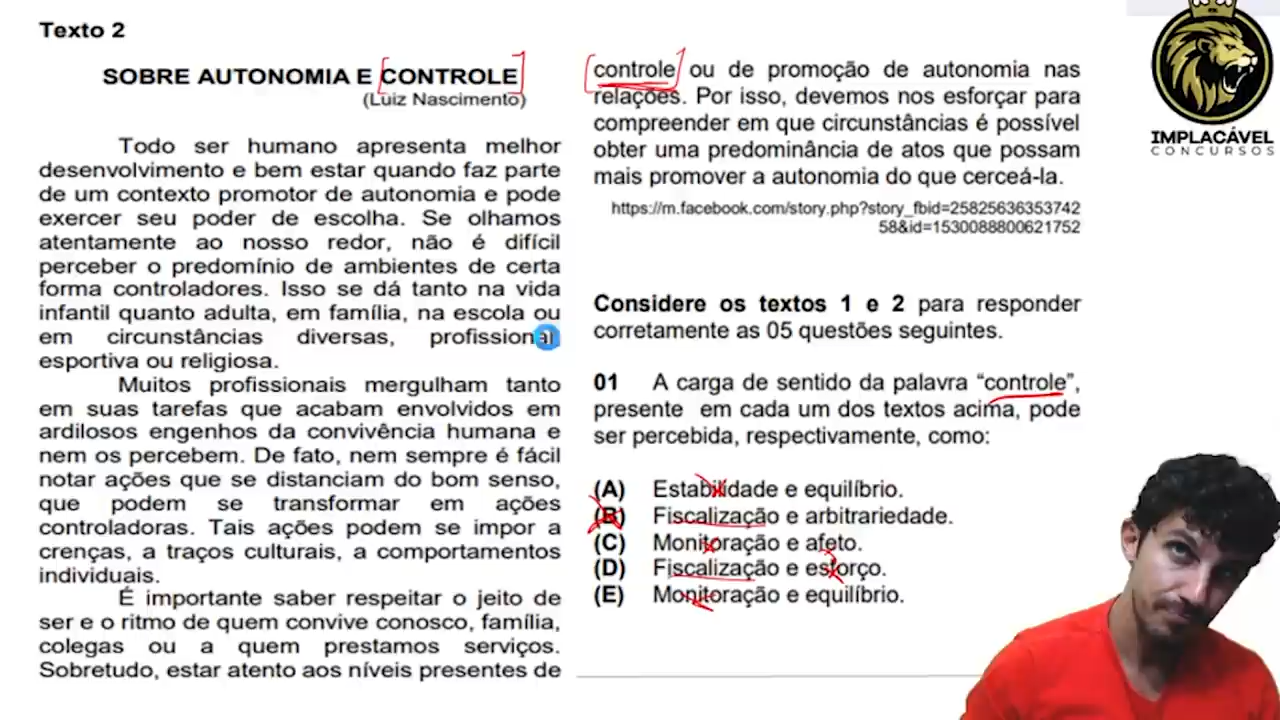 Texto 2
SOBRE AUTONOMIA E CONTROLE
(Luiz Nascimento)
Todo ser humano apresenta melhor
desenvolvimento e bem estar quando faz parte
de um contexto promotor de autonomia e pode
exercer seu poder de escolha. Se olhamos
atentamente ao nosso redor, não é difícil
perceber o predomínio de ambientes de certa
forma controladores. Isso se dá tanto na vida
infantil quanto adulta, em família, na escola ou
em circunstâncias diversas, profissional,
esportiva ou religiosa.
Muitos profissionais mergulham tanto
em suas tarefas que acabam envolvidos em
ardilosos engenhos da convivência humana e
nem os percebem. De fato, nem sempre é fácil
notar ações que se distanciam do bom senso,
que podem se transformar em ações
controladoras. Tais ações podem se impor a
crenças, a traços culturais, a comportamentos
individuais.
É importante saber respeitar o jeito de
ser e o ritmo de quem convive conosco, família,
colegas ou a quem prestamos serviços.
Sobretudo, estar atento aos níveis presentes de
controle ou de promoção de autonomia nas
relações. Por isso, devemos nos esforçar para
compreender em que circunstâncias é possível
obter uma predominância de atos que possam
mais promover a autonomia do que cerceá-la.
https://m.facebook.com/story.php?story_fbid=25825636353742
58&id=1530088800621752
Considere os textos 1 e 2 para responder
corretamente as 05 questões seguintes.
01 A carga de sentido da palavra “controle”,
presente em cada um dos textos acima, pode
ser percebida, respectivamente, como:
(A) Estabilidade e equilíbrio.
(B) Fiscalização e arbitrariedade.
(C) Monitoração e afeto.
(D) Fiscalização e esforço.
(E) Monitoração e equilíbrio.
IMPLACÁVEL
CONCURSOS